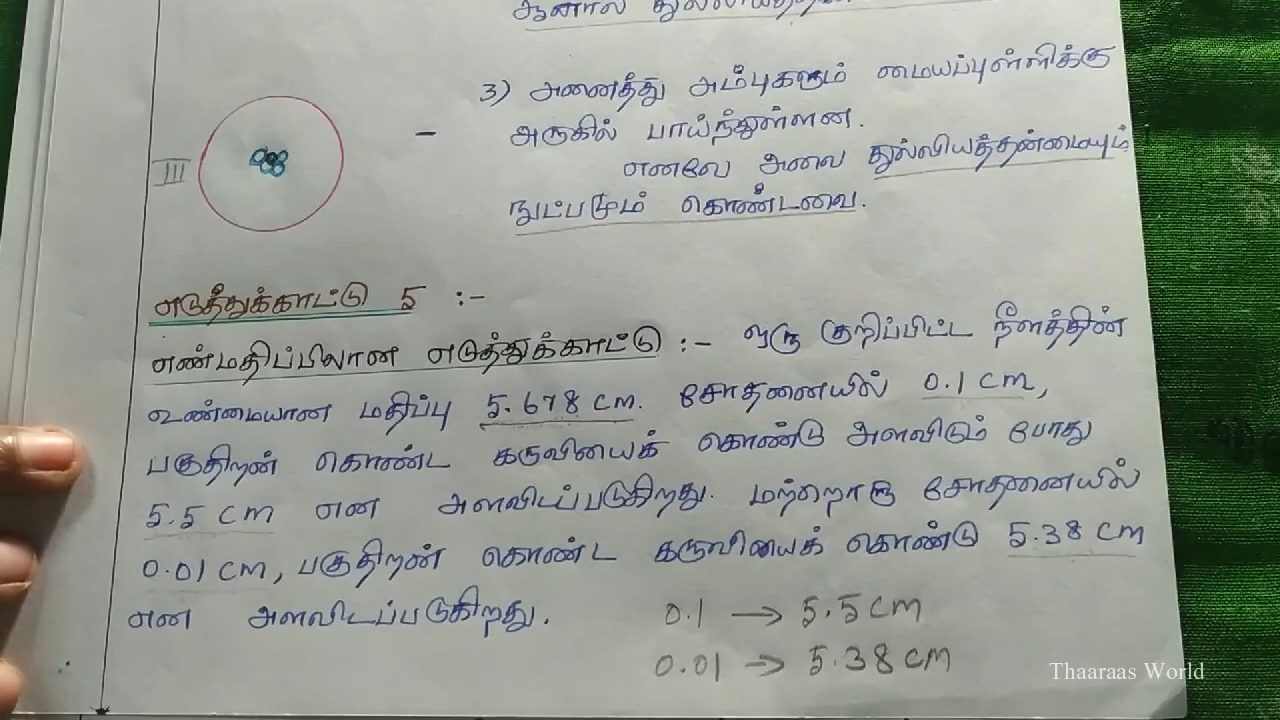 ஆனால்
3) அனைத்து அம்புகளும் மையப்புள்ளிக்கு
அருகில் பாய்ந்துள்ளன.
எனவே அவை துல்லியத்தன்மையும்
நுட்பமும் கொண்டவை.
III
எடுத்துக்காட்டு 5 :-
எண்மதிப்பிலான எடுத்துக்காட்டு :- ஒரு குறிப்பிட்ட நீளத்தின்
உண்மையான மதிப்பு 5.678 cm. சோதனையில் 0.1 cm,
பகுதிறன் கொண்ட கருவியைக் கொண்டு அளவிடும் போது
5.5 cm என அளவிடப்படுகிறது. மற்றொரு சோதனையில்
0.01 cm, பகுதிறன் கொண்ட கருவியைக் கொண்டு 5.38 cm
என அளவிடப்படுகிறது.
0.1 → 5.5 cm
0.01 → 5.38 cm
Thaaraas World